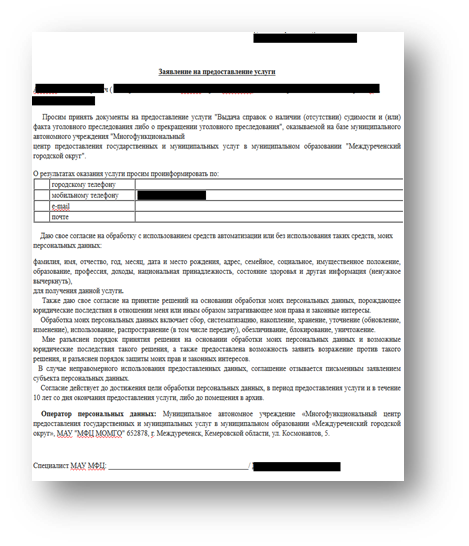 Заявление на предоставление услуги
Просим принять документы на предоставление услуги "Выдача справок о наличии (отсутствии) судимости и (или)
факта уголовного преследования либо о прекращении уголовного преследования", оказываемой на базе муниципального
автономного учреждения "Многофункциональный
центр предоставления государственных и муниципальных услуг в муниципальном образовании "Междуреченский
городской округ".
О результатах оказания услуги просим проинформировать по:
городскому телефону
мобильному телефону
e-mail
почте
Даю свое согласие на обработку с использованием средств автоматизации или без использования таких средств, моих
персональных данных:
фамилия, имя, отчество, год, месяц, дата и место рождения, адрес, семейное, социальное, имущественное положение,
образование, профессия, доходы, национальная принадлежность, состояние здоровья и другая информация (ненужное
вычеркнуть),
для получения данной услуги.
Также даю свое согласие на принятие решений на основании обработки моих персональных данных, порождающее
юридические последствия в отношении меня или иным образом затрагивающее мои права и законные интересы.
Обработка моих персональных данных включает сбор, систематизацию, накопление, хранение, уточнение (обновление,
изменение), использование, распространение (в том числе передачу), обезличивание, блокирование, уничтожение.
Мне разъяснен порядок принятия решения на основании обработки моих персональных данных и возможные
юридические последствия такого решения, а также предоставлена возможность заявить возражение против такого
решения, и разъяснен порядок защиты моих прав и законных интересов.
В случае неправомерного использования предоставленных данных, соглашение отзывается письменным заявлением
субъекта персональных данных.
Согласие действует до достижения цели обработки персональных данных, в период предоставления услуги и в течение
10 лет со дня окончания предоставления услуги, либо до помещения в архив.
Оператор персональных данных: Муниципальное автономное учреждение «Многофункциональный центр
предоставления государственных и муниципальных услуг в муниципальном образовании «Междуреченский городской
округ», МАУ "МФЦ МОМГО" 652878, г. Междуреченск, Кемеровской области, ул. Космонавтов, 5.
Специалист МАУ МФЦ: ____________________ /